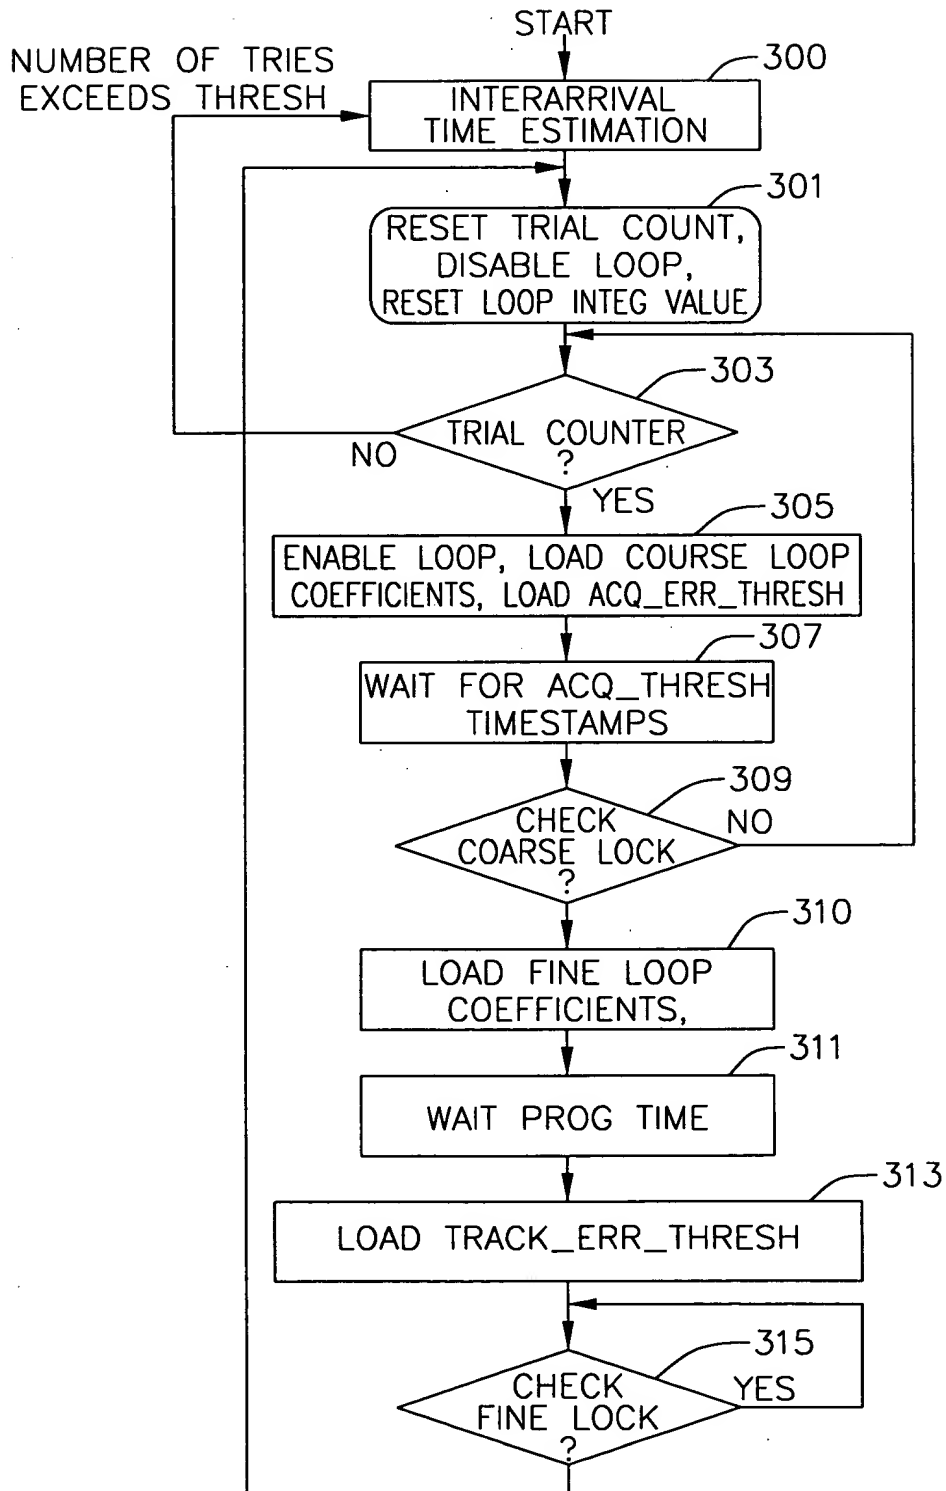 START
NUMBER OF TRIES
EXCEEDS THRESH
300
INTERARRIVAL
TIME ESTIMATION
301
RESET TRIAL COUNT,
DISABLE LOOP,
RESET LOOP INTEG VALUE
303
TRIAL COUNTER
?
NO
YES
305
ENABLE LOOP, LOAD COURSE LOOP
COEFFICIENTS, LOAD ACQ_ERR_THRESH
307
WAIT FOR ACQ_THRESH
TIMESTAMPS
309
CHECK
COARSE LOCK
?
NO
310
LOAD FINE LOOP
COEFFICIENTS,
311
WAIT PROG TIME
313
LOAD TRACK_ERR_THRESH
315
CHECK
FINE LOCK
?
YES